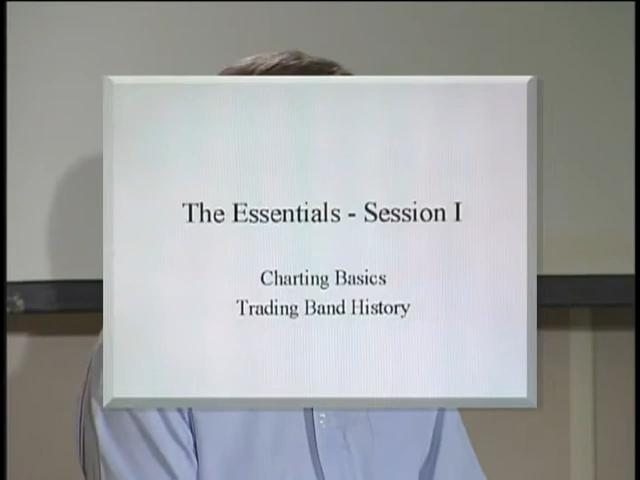 The Essentials - Session I
Charting Basics
Trading Band History